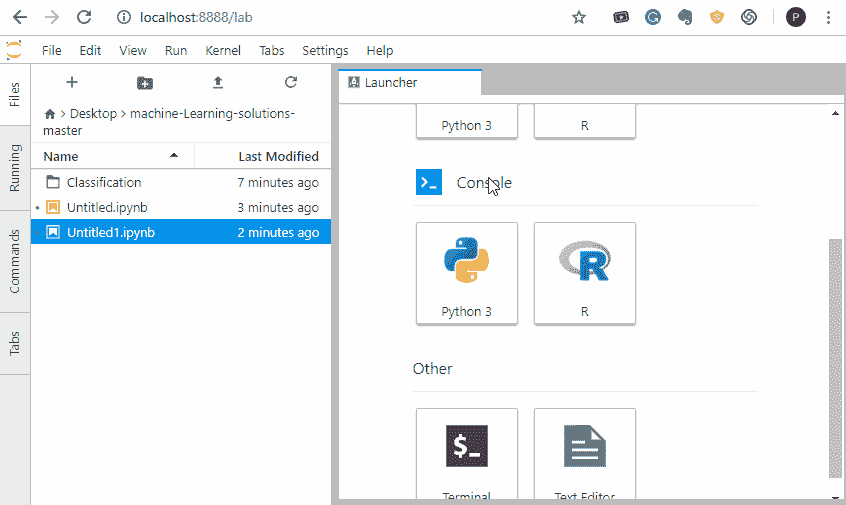 localhost:8888/lab
P
File Edit View Run Kernel Tabs Settings Help
Files
Running
Commands
Tabs
Desktop > machine-Learning-solutions-
master
Name Last Modified
Classification 7 minutes ago
Untitled.ipynb 3 minutes ago
Untitled1.ipynb 2 minutes ago
Launcher
Python 3 R
Console
Python 3 R
Other
$_
Terminal Text Editor